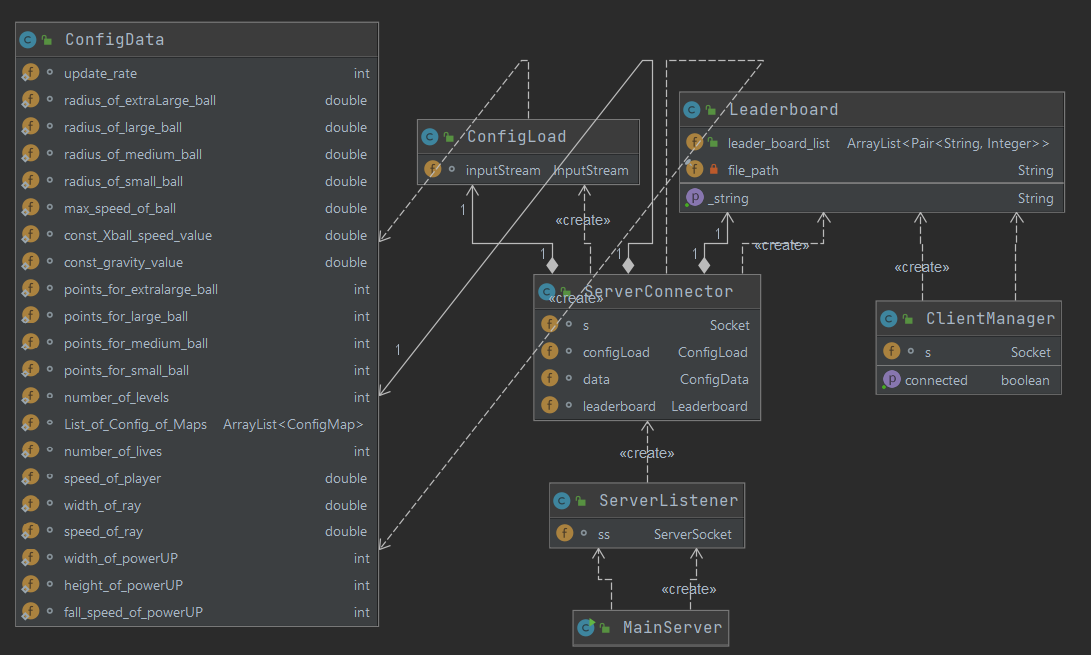 ConfigData
update_rate int
radius_of_extraLarge_ball double
radius_of_large_ball double
radius_of_medium_ball double
radius_of_small_ball double
max_speed_of_ball double
const_Xball_speed_value double
const_gravity_value double
points_for_extralarge_ball int
points_for_large_ball int
points_for_medium_ball int
points_for_small_ball int
number_of_levels int
List_of_Config_of_Maps ArrayList<ConfigMap>
number_of_lives int
speed_of_player double
width_of_ray double
speed_of_ray double
width_of_powerUP int
height_of_powerUP int
fall_speed_of_powerUP int
1
ConfigLoad
inputStream InputStream
1
«create»
1
1
1
1
«create»
Leaderboard
leader_board_list ArrayList<Pair<String, Integer>>
file_path String
_string String
«create»
«create»
ServerConnector
s Socket
configLoad ConfigLoad
data ConfigData
leaderboard Leaderboard
ClientManager
s Socket
connected boolean
«create»
ServerListener
ss ServerSocket
«create»
MainServer